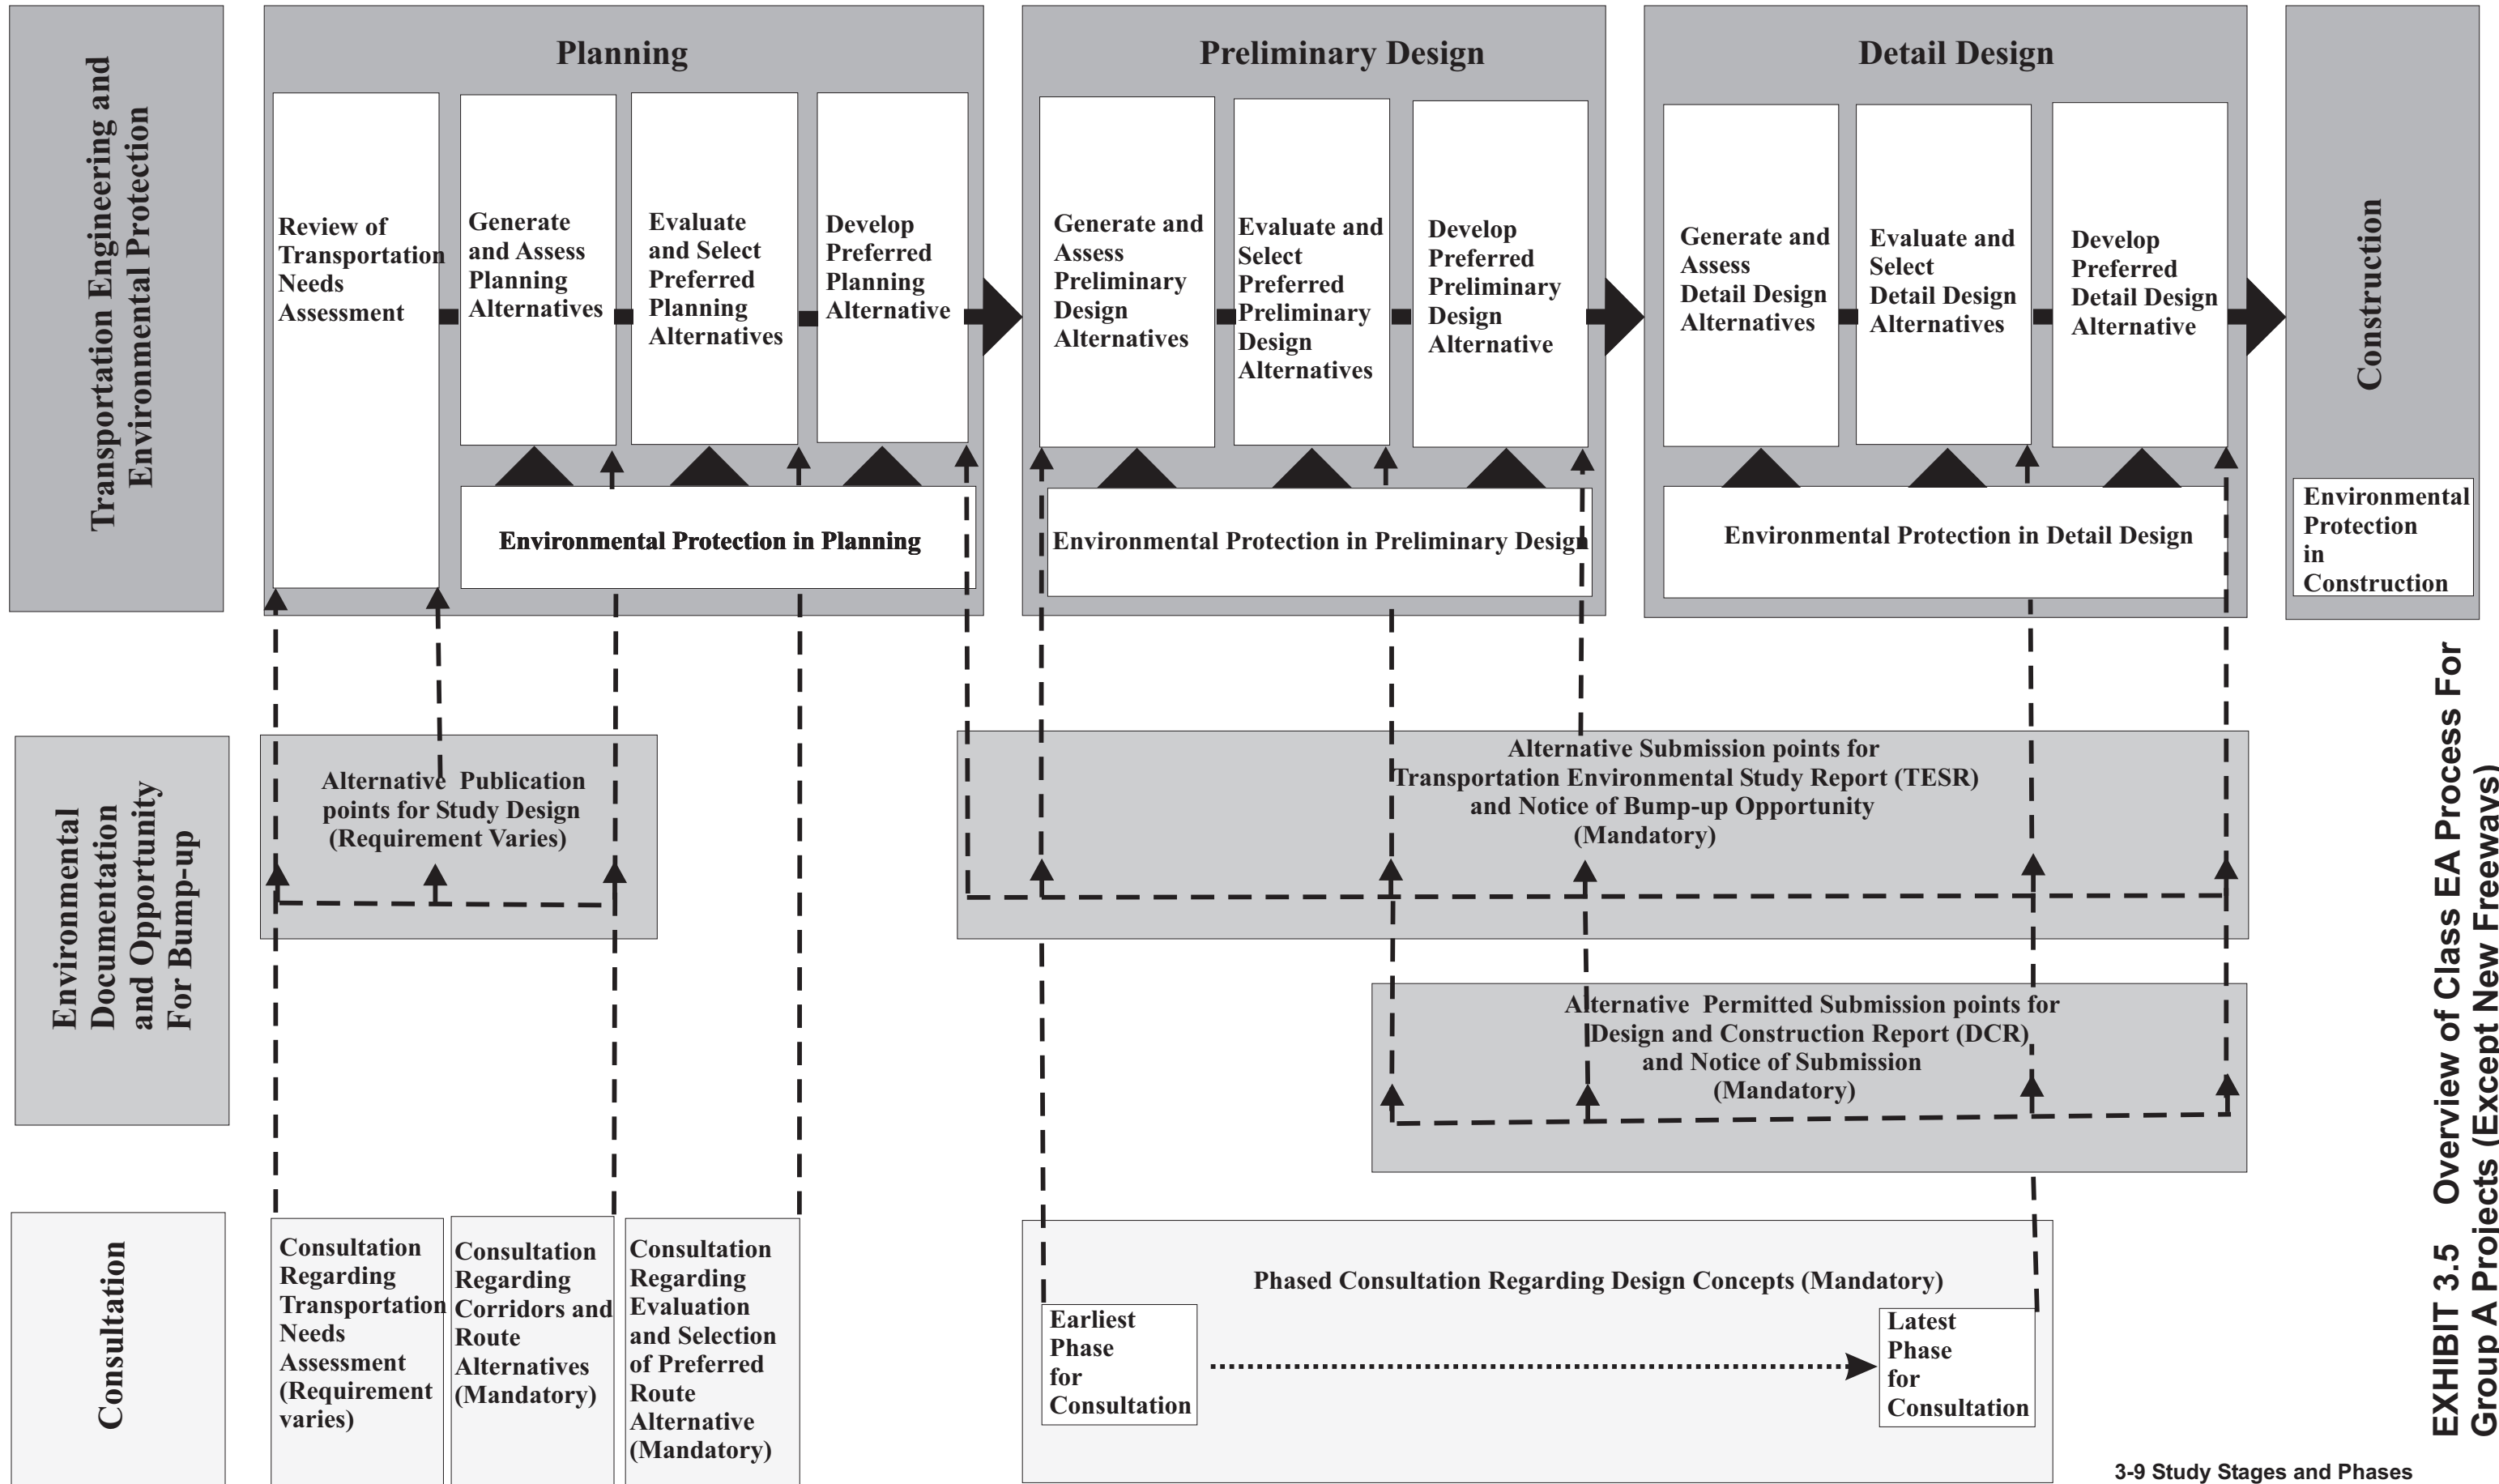 Transportation Engineering and
Environmental Protection
Planning
Review of
Transportation
Needs
Assessment
Generate
and Assess
Planning
Alternatives
Evaluate
and Select
Preferred
Planning
Alternatives
Develop
Preferred
Planning
Alternative
Environmental Protection in Planning
Preliminary Design
Generate and
Assess
Preliminary
Design
Alternatives
Evaluate and
Select
Preferred
Preliminary
Design
Alternatives
Develop
Preferred
Preliminary
Design
Alternative
Environmental Protection in Preliminary Design
Detail Design
Generate and
Assess
Detail Design
Alternatives
Evaluate and
Select
Detail Design
Alternatives
Develop
Preferred
Detail Design
Alternative
Environmental Protection in Detail Design
Construction
Environmental
Protection
in
Construction
Environmental
Documentation
and Opportunity
For Bump-up
Alternative Publication
points for Study Design
(Requirement Varies)
Alternative Submission points for
Transportation Environmental Study Report (TESR)
and Notice of Bump-up Opportunity
(Mandatory)
Alternative Permitted Submission points for
Design and Construction Report (DCR)
and Notice of Submission
(Mandatory)
Consultation
Consultation
Regarding
Transportation
Needs
Assessment
(Requirement
varies)
Consultation
Regarding
Corridors and
Route
Alternatives
(Mandatory)
Consultation
Regarding
Evaluation
and Selection
of Preferred
Route
Alternative
(Mandatory)
Phased Consultation Regarding Design Concepts (Mandatory)
Earliest
Phase
for
Consultation
Latest
Phase
for
Consultation
EXHIBIT 3.5 Overview of Class EA Process For
Group A Projects (Except New Freeways)
3-9 Study Stages and Phases